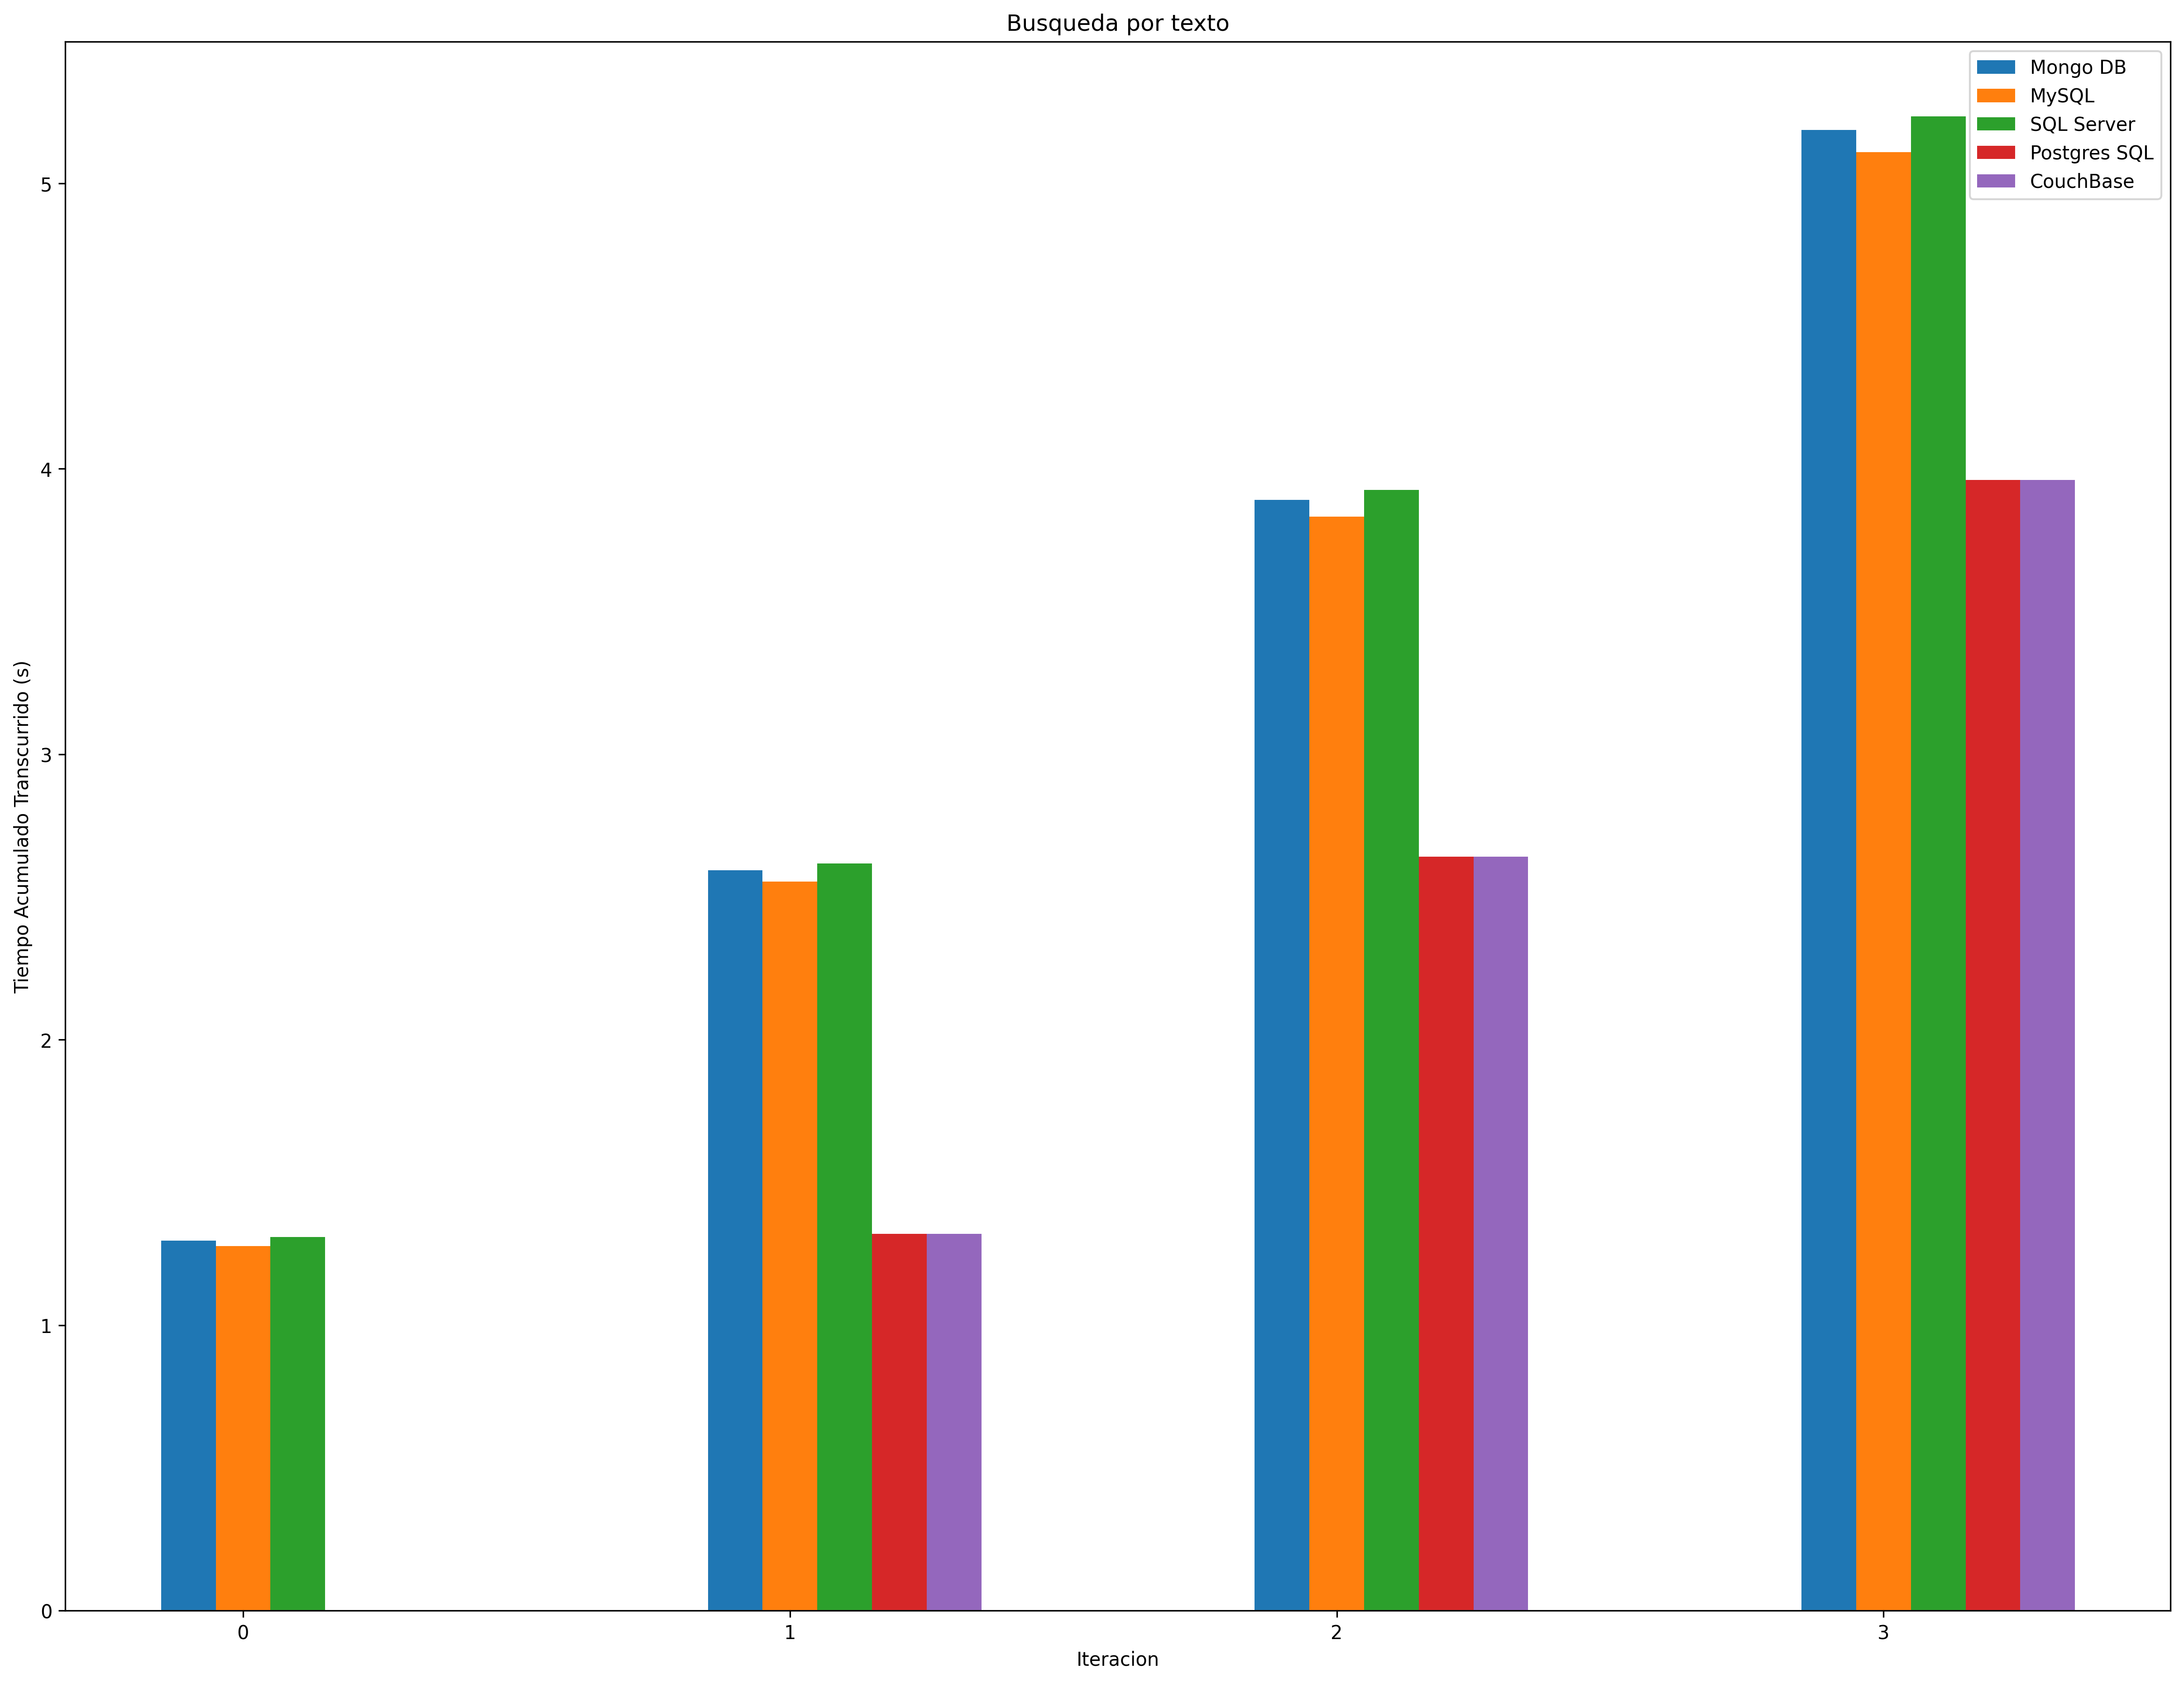 Busqueda por texto
Mongo DB
MySQL
SQL Server
Postgres SQL
CouchBase
Tiempo Acumulado Transcurrido (s)
5
4
3
2
1
0
0 1 2 3
Iteracion